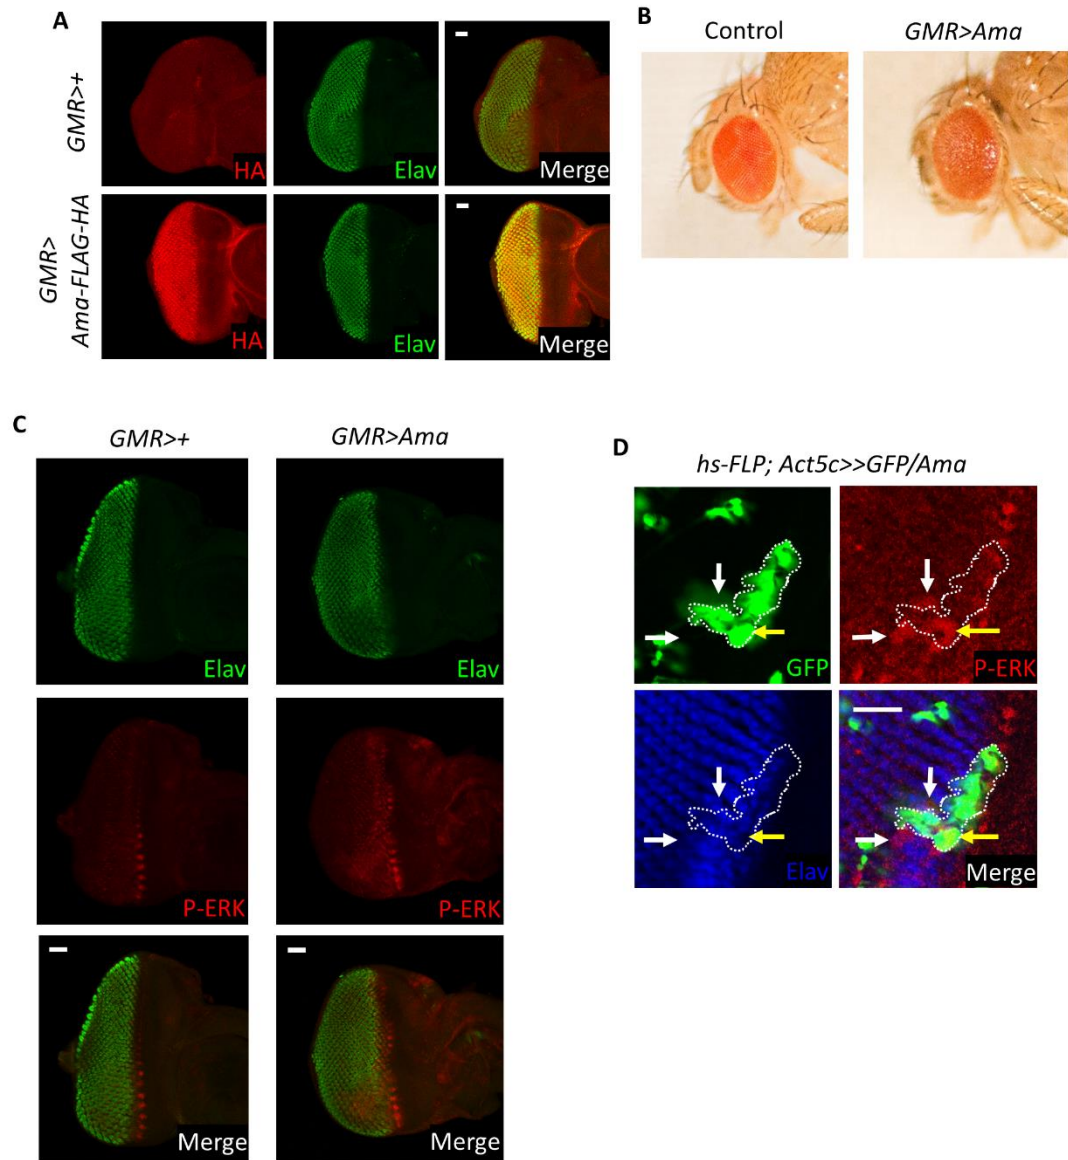 A
GMR>+
HA
Elav
Merge
GMR>
Ama-FLAG-HA
HA
Elav
Merge
B
Control
GMR>Ama
C
GMR>+
GMR>Ama
Elav
Elav
P-ERK
P-ERK
Merge
Merge
D
hs-FLP; Act5c>>GFP/Ama
GFP
P-ERK
Elav
Merge